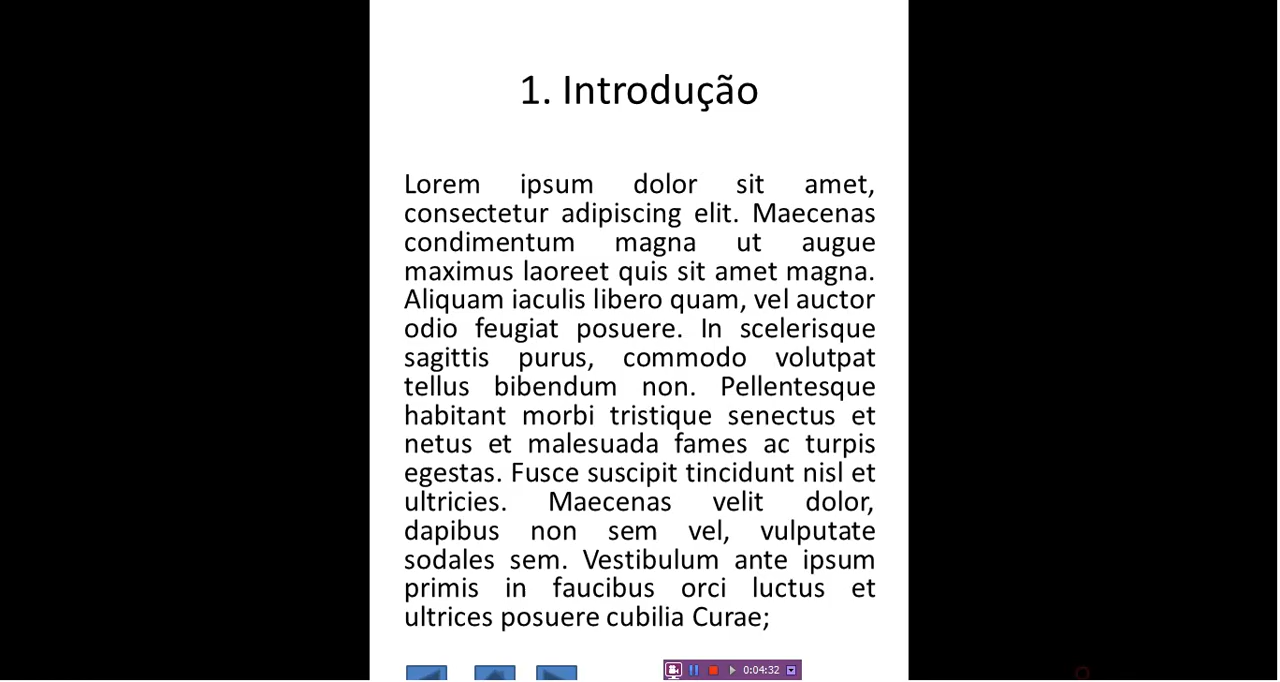 1. Introdução
Lorem ipsum dolor sit amet,
consectetur adipiscing elit. Maecenas
condimentum magna ut augue
maximus laoreet quis sit amet magna.
Aliquam iaculis libero quam, vel auctor
odio feugiat posuere. In scelerisque
sagittis purus, commodo volutpat
tellus bibendum non. Pellentesque
habitant morbi tristique senectus et
netus et malesuada fames ac turpis
egestas. Fusce suscipit tincidunt nisl et
ultricies. Maecenas velit dolor,
dapibus non sem vel, vulputate
sodales sem. Vestibulum ante ipsum
primis in faucibus orci luctus et
ultrices posuere cubilia Curae;
0:04:32